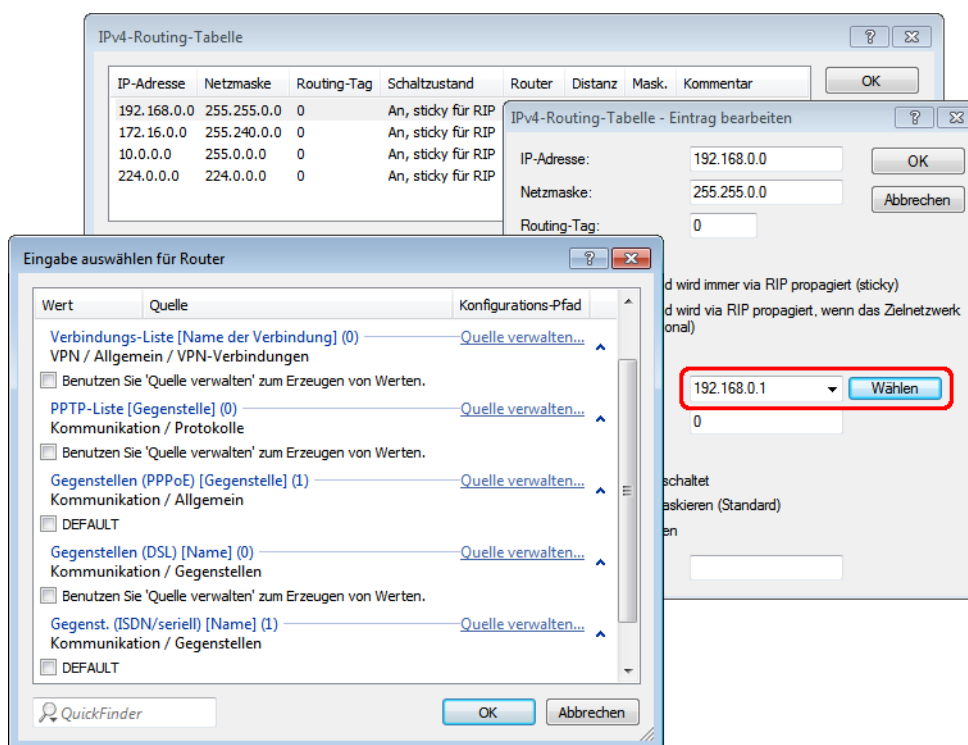 IPv4-Routing-Tabelle
IP-Adresse Netzmaske Routing-Tag Schaltzustand Router Distanz Mask. Kommentar
OK
192.168.0.0 255.255.0.0 0 An, sticky für RIP
172.16.0.0 255.240.0.0 0 An, sticky für RIP
10.0.0.0 255.0.0.0 0 An, sticky für RIP
224.0.0.0 224.0.0.0 0 An, sticky für RIP
IPv4-Routing-Tabelle - Eintrag bearbeiten
IP-Adresse: 192.168.0.0
OK
Netzmaske: 255.255.0.0
Abbrechen
Routing-Tag: 0
d wird immer via RIP propagiert (sticky)
d wird via RIP propagiert, wenn das Zielnetzwerk
onal)
192.168.0.1 Wählen
0
schaltet
askieren (Standard)
en
Eingabe auswählen für Router
Wert Quelle Konfigurations-Pfad
Verbindungs-Liste [Name der Verbindung] (0) Quelle verwalten...
VPN / Allgemein / VPN-Verbindungen
Benutzen Sie 'Quelle verwalten' zum Erzeugen von Werten.
PPTP-Liste [Gegenstelle] (0) Quelle verwalten...
Kommunikation / Protokolle
Benutzen Sie 'Quelle verwalten' zum Erzeugen von Werten.
Gegenstellen (PPPoE) [Gegenstelle] (1) Quelle verwalten...
Kommunikation / Allgemein
DEFAULT
Gegenstellen (DSL) [Name] (0) Quelle verwalten...
Kommunikation / Gegenstellen
Benutzen Sie 'Quelle verwalten' zum Erzeugen von Werten.
Gegenst. (ISDN/seriell) [Name] (1) Quelle verwalten...
Kommunikation / Gegenstellen
DEFAULT
QuickFinder
OK
Abbrechen